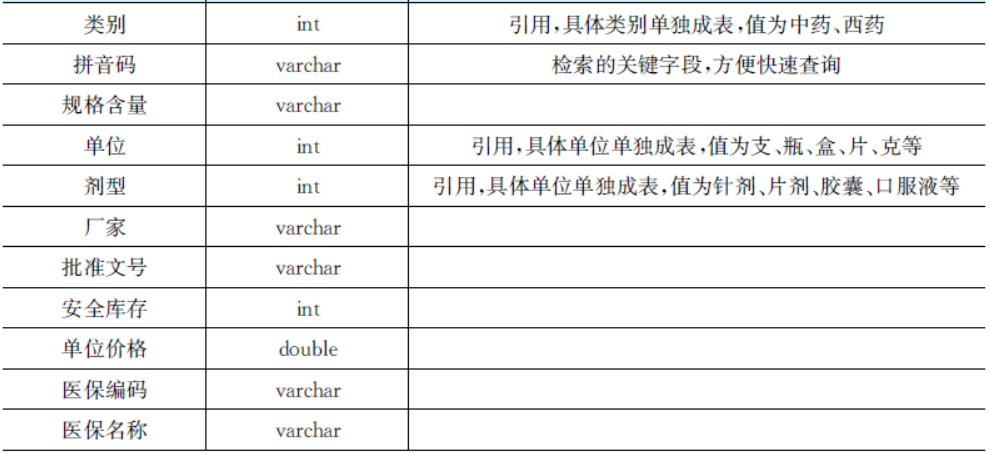 类别 int 引用,具体类别单独成表,值为中药、西药
拼音码 varchar 检索的关键字段,方便快速查询
规格含量 varchar
单位 int 引用,具体单位单独成表,值为支、瓶、盒、片、克等
剂型 int 引用,具体单位单独成表,值为针剂、片剂、胶囊、口服液等
厂家 varchar
批准文号 varchar
安全库存 int
单位价格 double
医保编码 varchar
医保名称 varchar